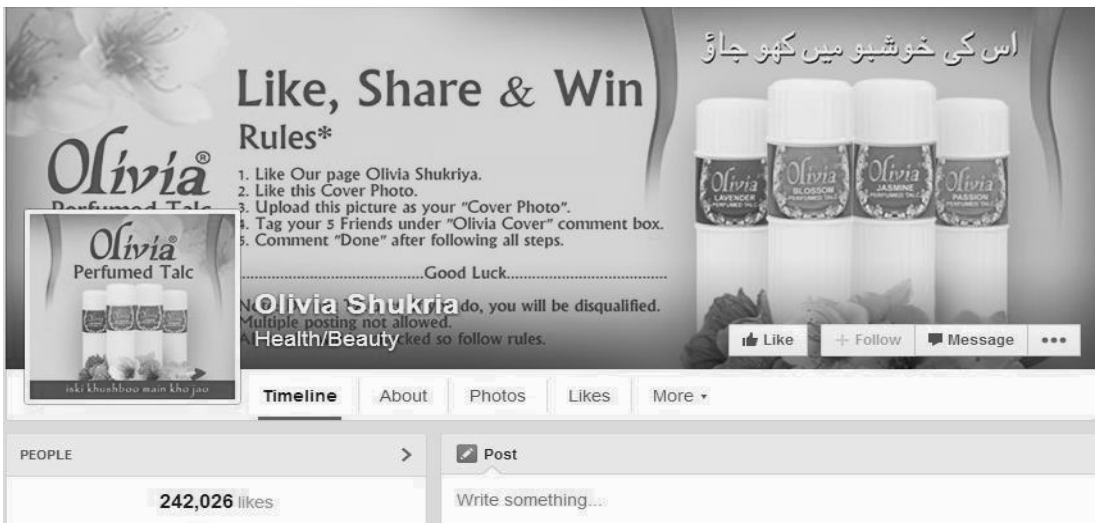 اس کی خوشبو میں کھو جاؤ
Like, Share & Win
Rules*
Olivia®
Perfumed Talc
1. Like Our page Olivia Shukriya.
2. Like this Cover Photo.
3. Upload this picture as your "Cover Photo".
4. Tag your 5 Friends under "Olivia Cover" comment box.
5. Comment "Done" after following all steps.
Good Luck
do, you will be disqualified.
Multiple posting not allowed.
so follow rules.
Olivia
LAVENDER
PERFUMED TALC
Olivia
BLOSSOM
PERFUMED TALC
Olivia
JASMINE
PERFUMED TALC
Olivia
PASSION
PERFUMED TALC
Olivia®
Perfumed Talc
iski khushboo main kho jao
Olivia Shukria
Health/Beauty
Like
+ Follow
Message
Timeline
About
Photos
Likes
More
PEOPLE
Post
242,026 likes
Write something...